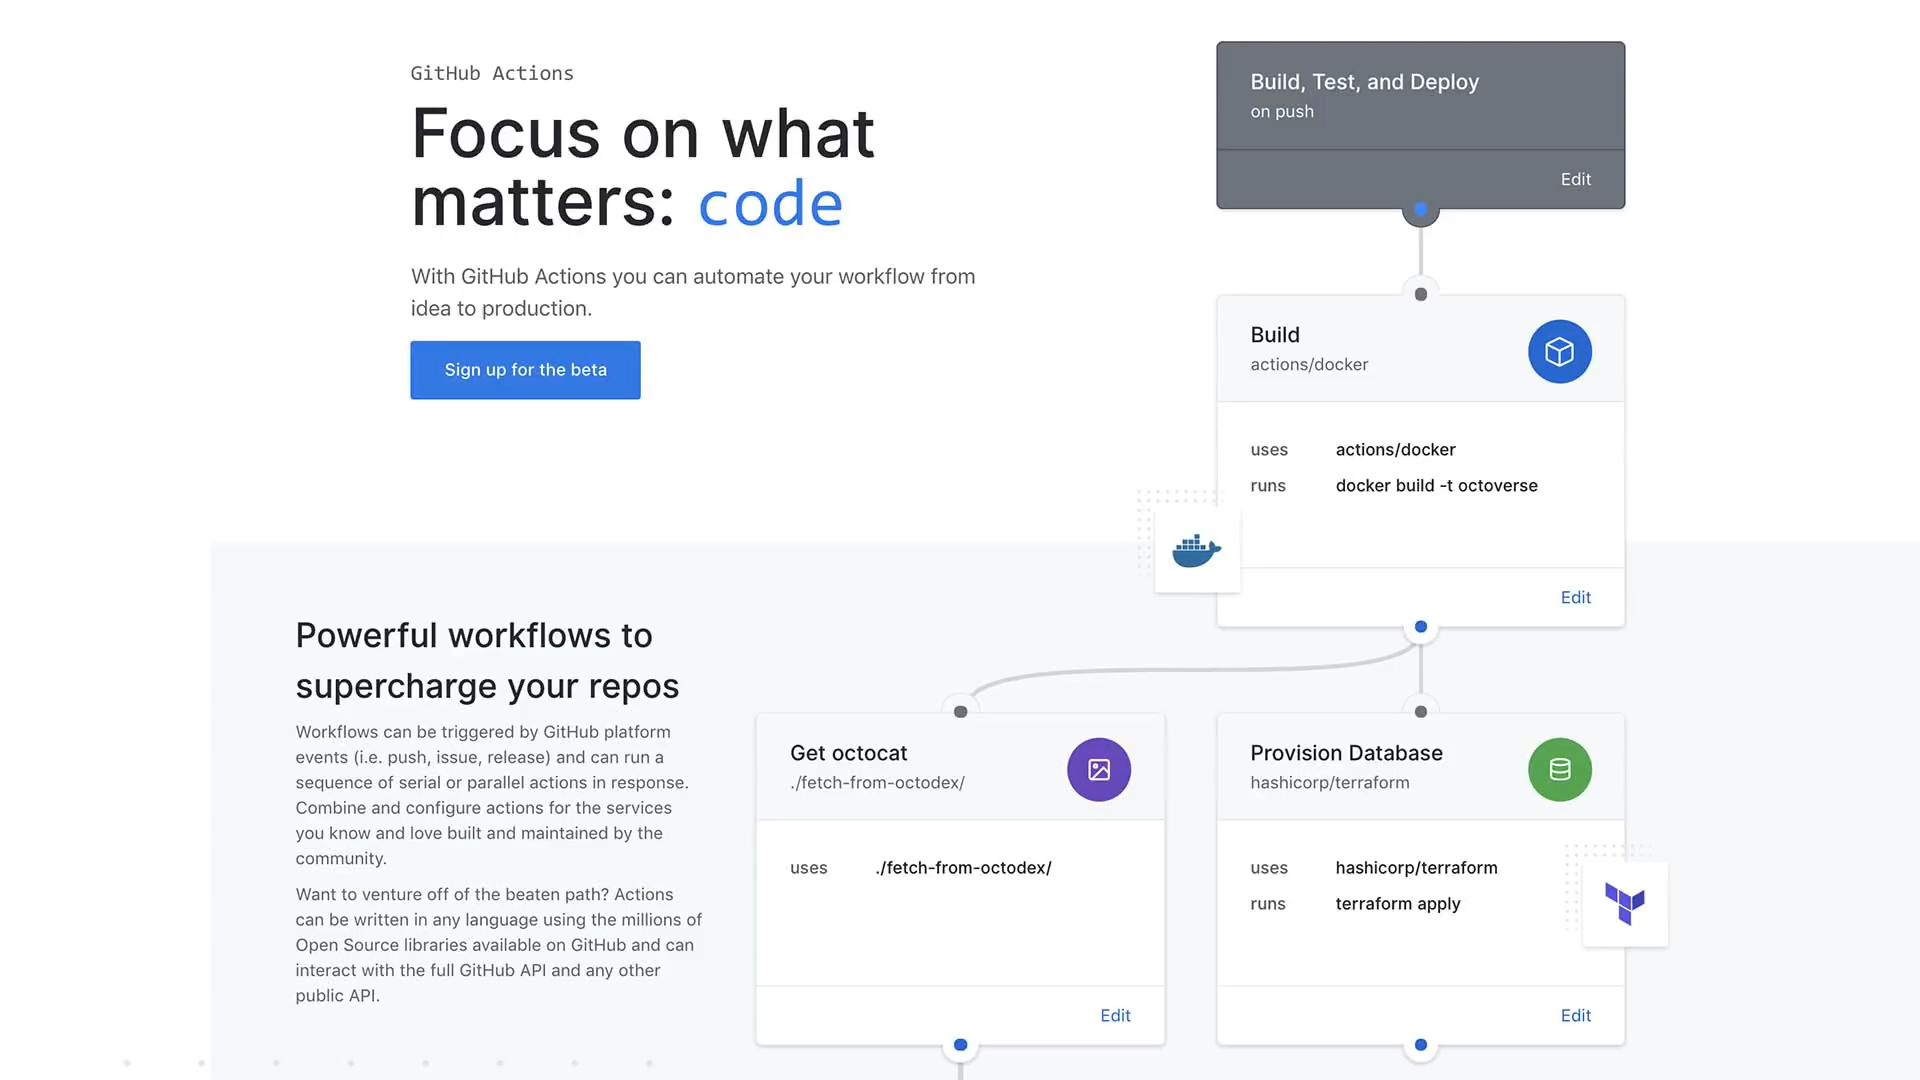 GitHub Actions
Focus on what
matters: code
With GitHub Actions you can automate your workflow from
idea to production.
Sign up for the beta
Build, Test, and Deploy
on push
Edit
Build
actions/docker
uses actions/docker
runs docker build -t octoverse
Edit
Powerful workflows to
supercharge your repos
Workflows can be triggered by GitHub platform
events (i.e. push, issue, release) and can run a
sequence of serial or parallel actions in response.
Combine and configure actions for the services
you know and love built and maintained by the
community.
Want to venture off of the beaten path? Actions
can be written in any language using the millions of
Open Source libraries available on GitHub and can
interact with the full GitHub API and any other
public API.
Get octocat
./fetch-from-octodex/
uses ./fetch-from-octodex/
Edit
Provision Database
hashicorp/terraform
uses hashicorp/terraform
runs terraform apply
Edit